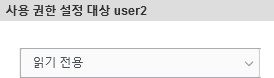 사용 권한 설정 대상 user2
읽기 전용